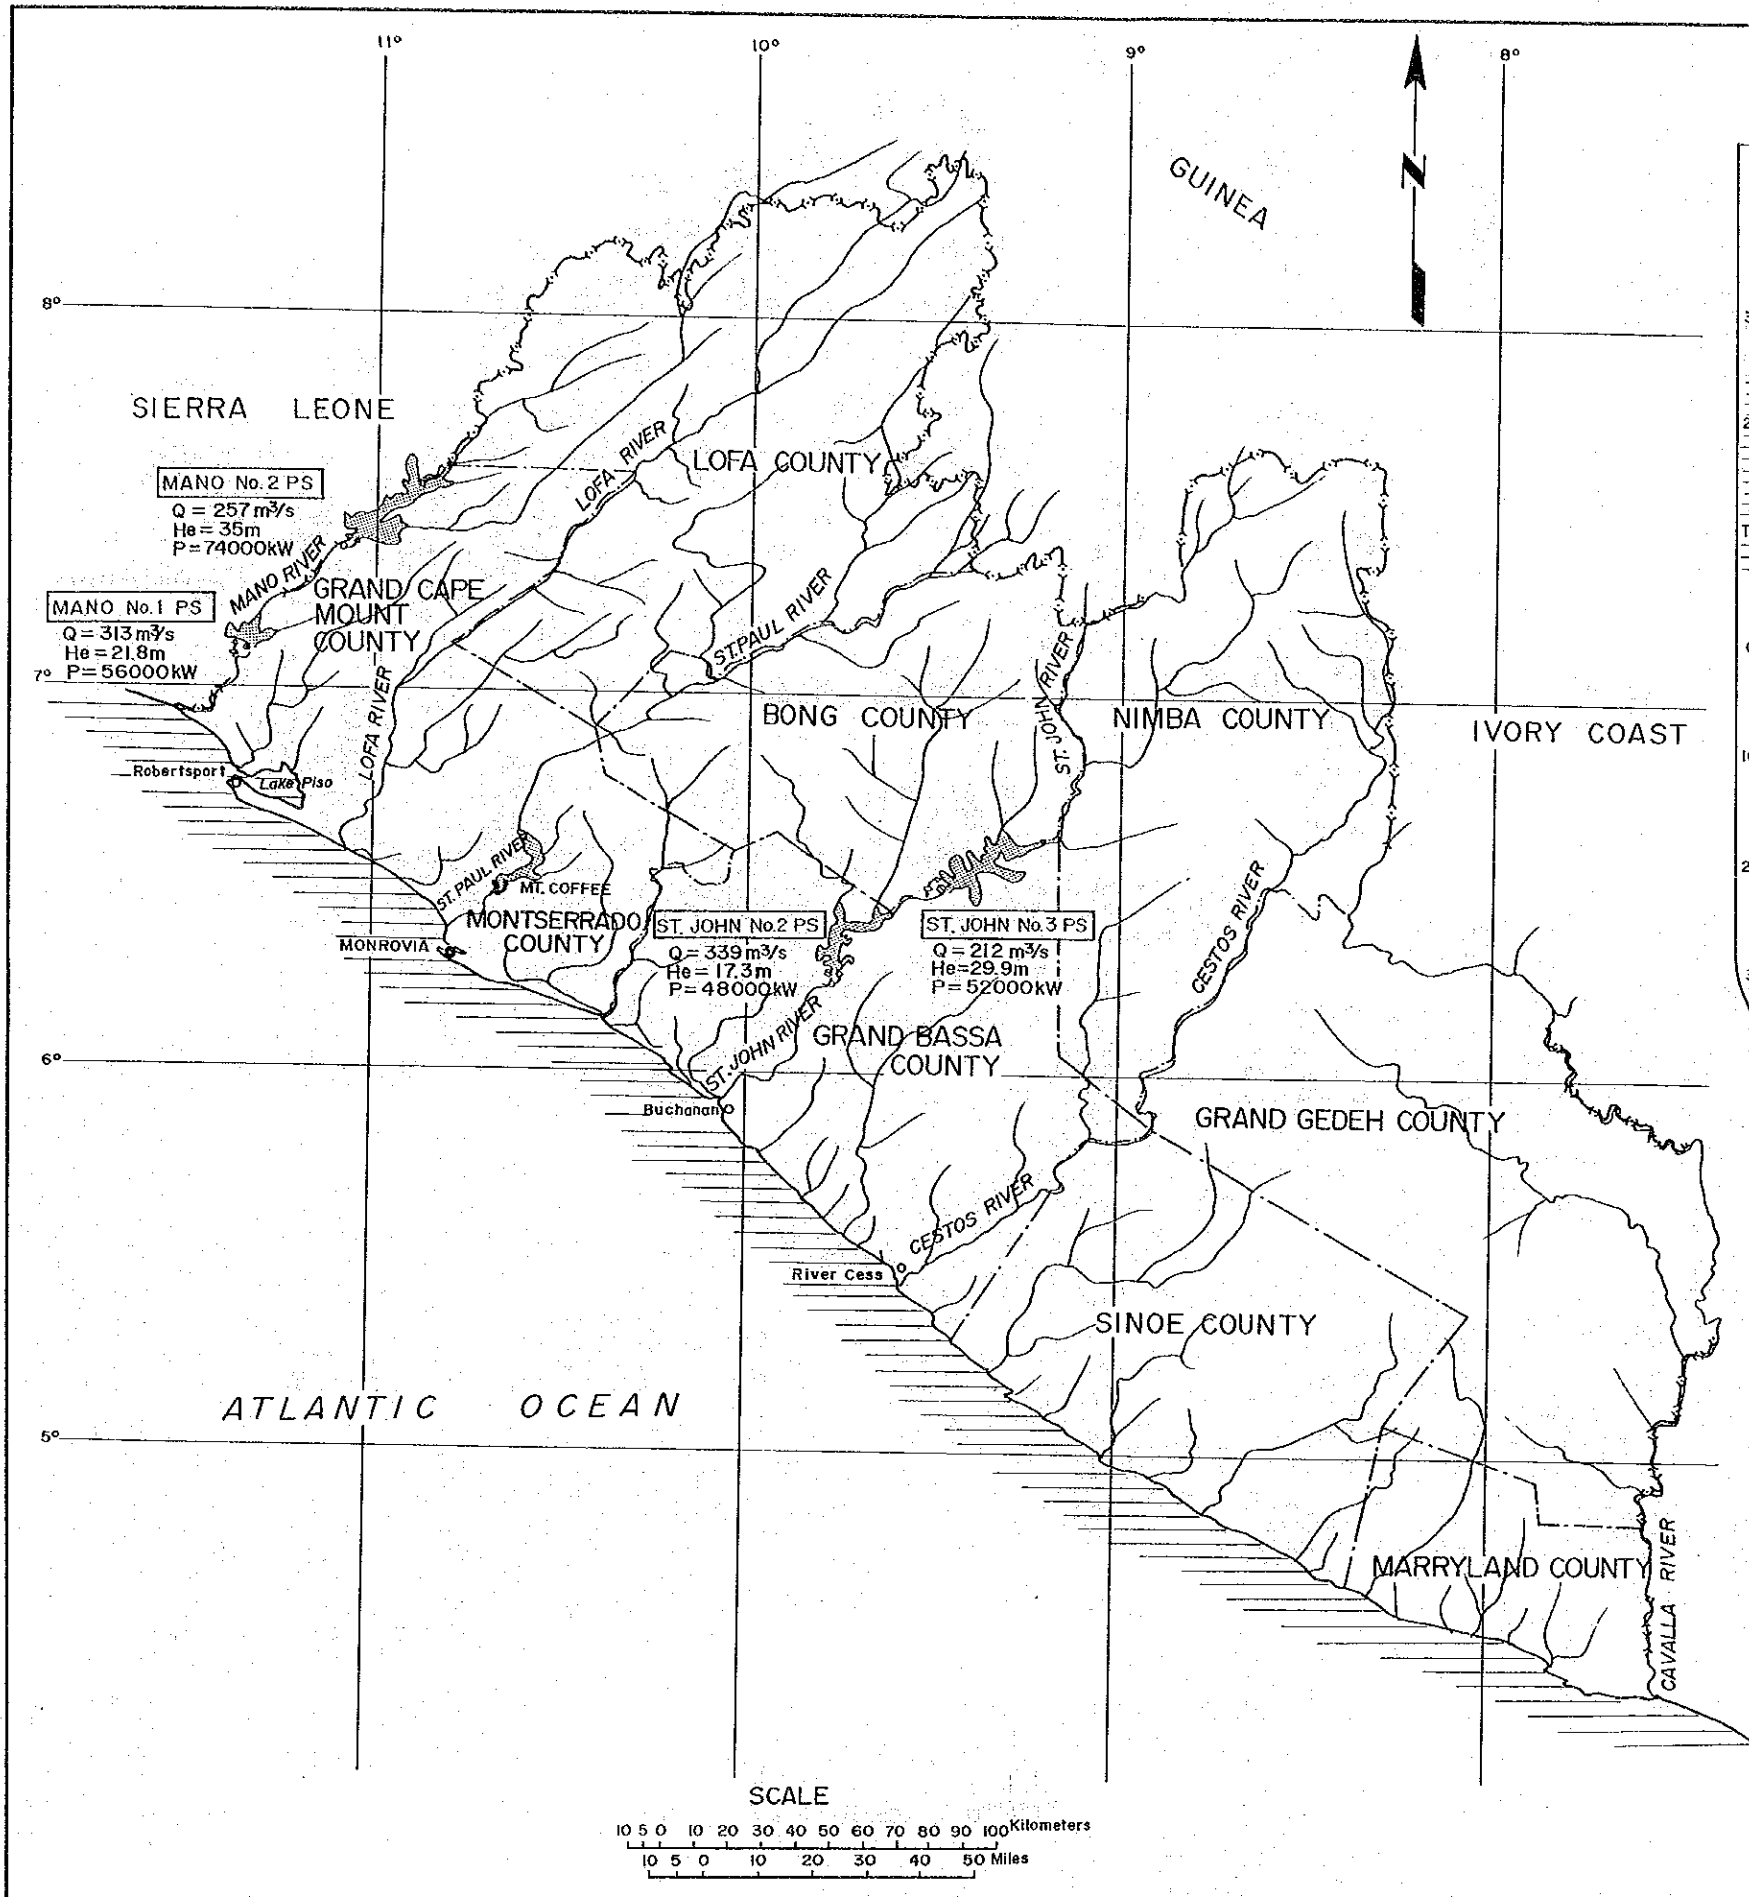 11°
10°
9°
8°
GUINEA
N
8°
SIERRA LEONE
LOFA RIVER
LOFA COUNTY
MANO No.2 PS
Q = 257 m³/s
He = 35m
P = 74000kW
MANO RIVER
GRAND CAPE
MOUNT
COUNTY
MANO No.1 PS
Q = 313 m³/s
He = 21.8m
P = 56000kW
7°
ST. PAUL RIVER
ST. JOHN RIVER
LOFA RIVER
BONG COUNTY
NIMBA COUNTY
IVORY COAST
Robertsport
Lake Piso
ST. PAUL RIVER
MT. COFFEE
MONTSERRADO
COUNTY
MONROVIA
ST. JOHN No.2 PS
Q = 339 m³/s
He = 17.3m
P = 48000kW
ST. JOHN No.3 PS
Q = 212 m³/s
He = 29.9m
P = 52000kW
CESTOS RIVER
ST. JOHN RIVER
GRAND BASSA
COUNTY
6°
Buchanan
GRAND GEDEH COUNTY
CESTOS RIVER
River Cess
SINOE COUNTY
ATLANTIC OCEAN
5°
MARRYLAND COUNTY
CAVALLA RIVER
SCALE
10 5 0 10 20 30 40 50 60 70 80 90 100 Kilometers
10 5 0 10 20 30 40 50 Miles